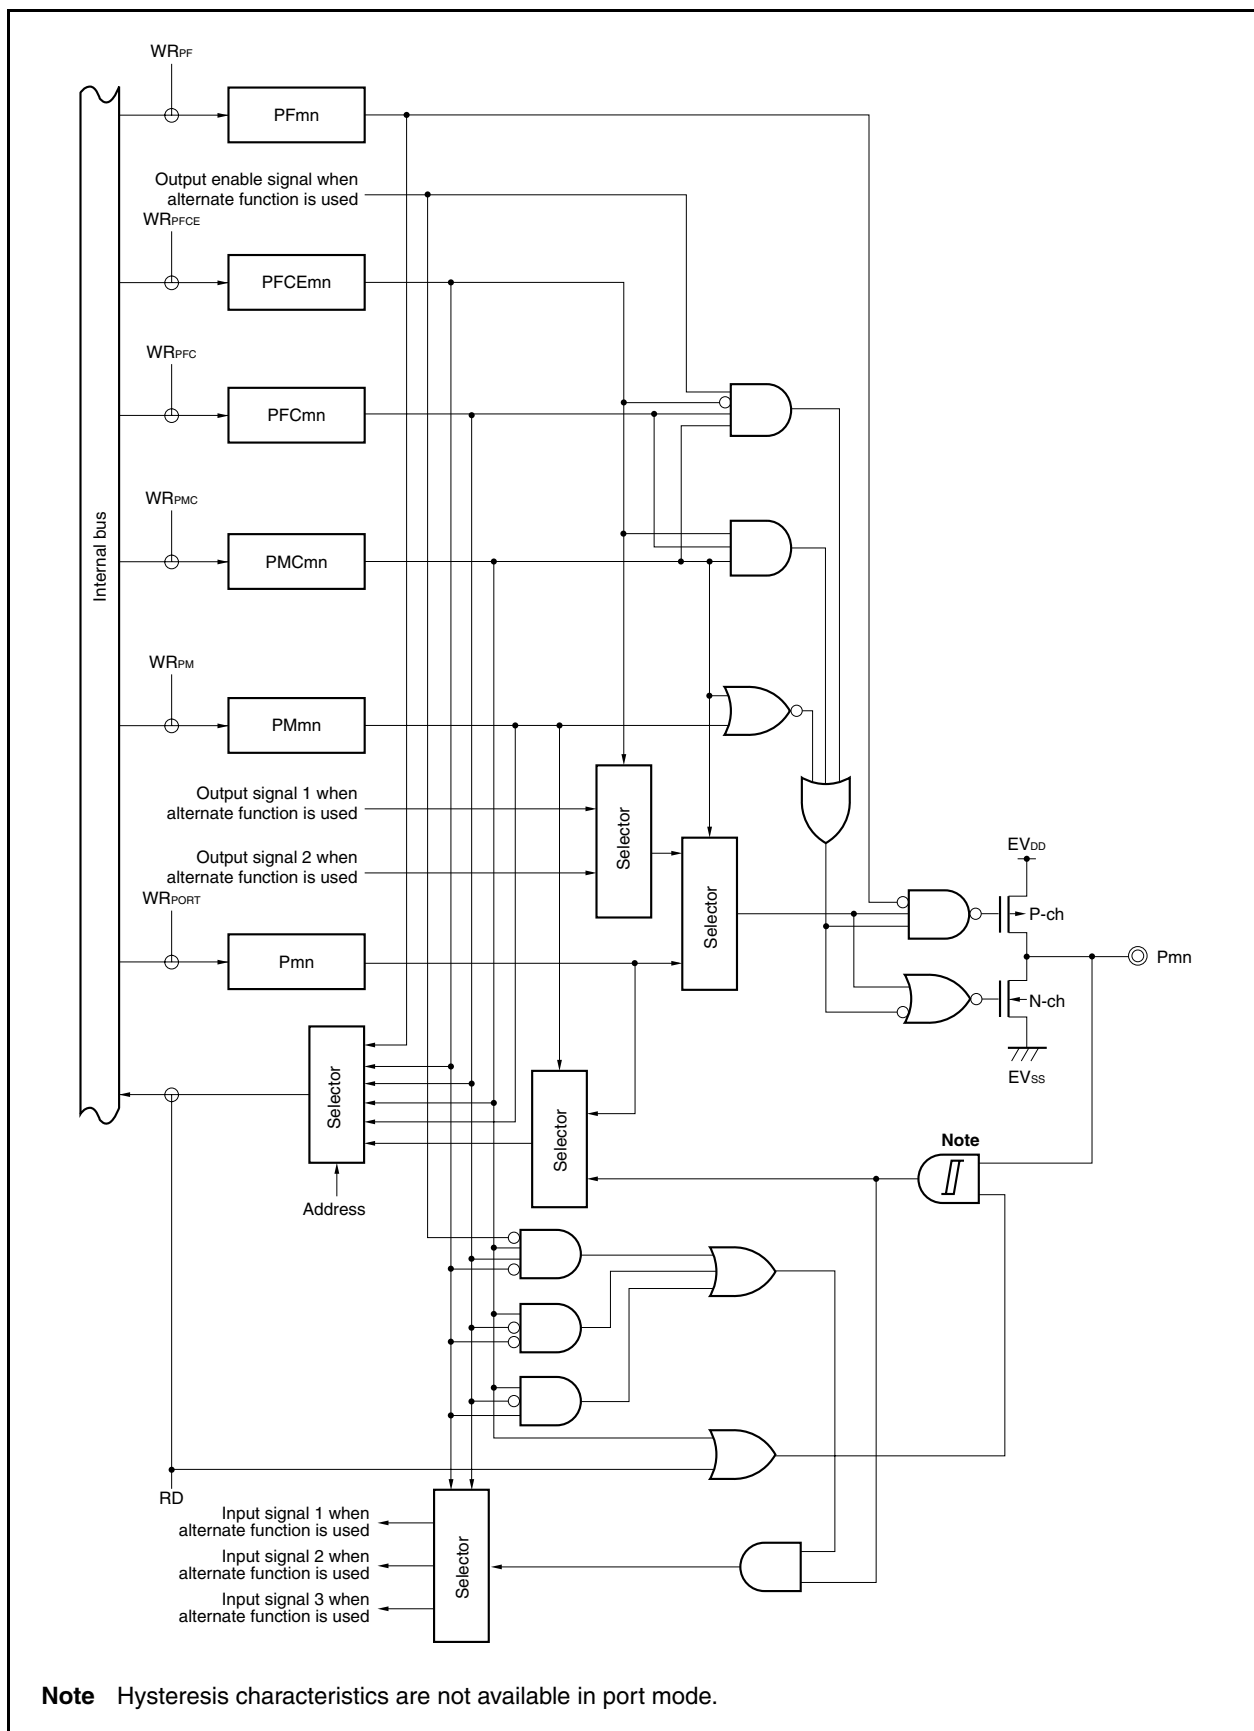 WRPF
PFmn
Output enable signal when
alternate function is used
WRPFCE
PFCEmn
WRPFC
PFCmn
WRPMC
PMCmn
Internal bus
WRPM
PMmn
Output signal 1 when
alternate function is used
Selector
Output signal 2 when
alternate function is used
Selector
EVDD
P-ch
WRPORT
Pmn
Pmn
N-ch
EVSS
Selector
Selector
Note
Address
RD
Input signal 1 when
alternate function is used
Input signal 2 when
alternate function is used
Input signal 3 when
alternate function is used
Selector
Note Hysteresis characteristics are not available in port mode.